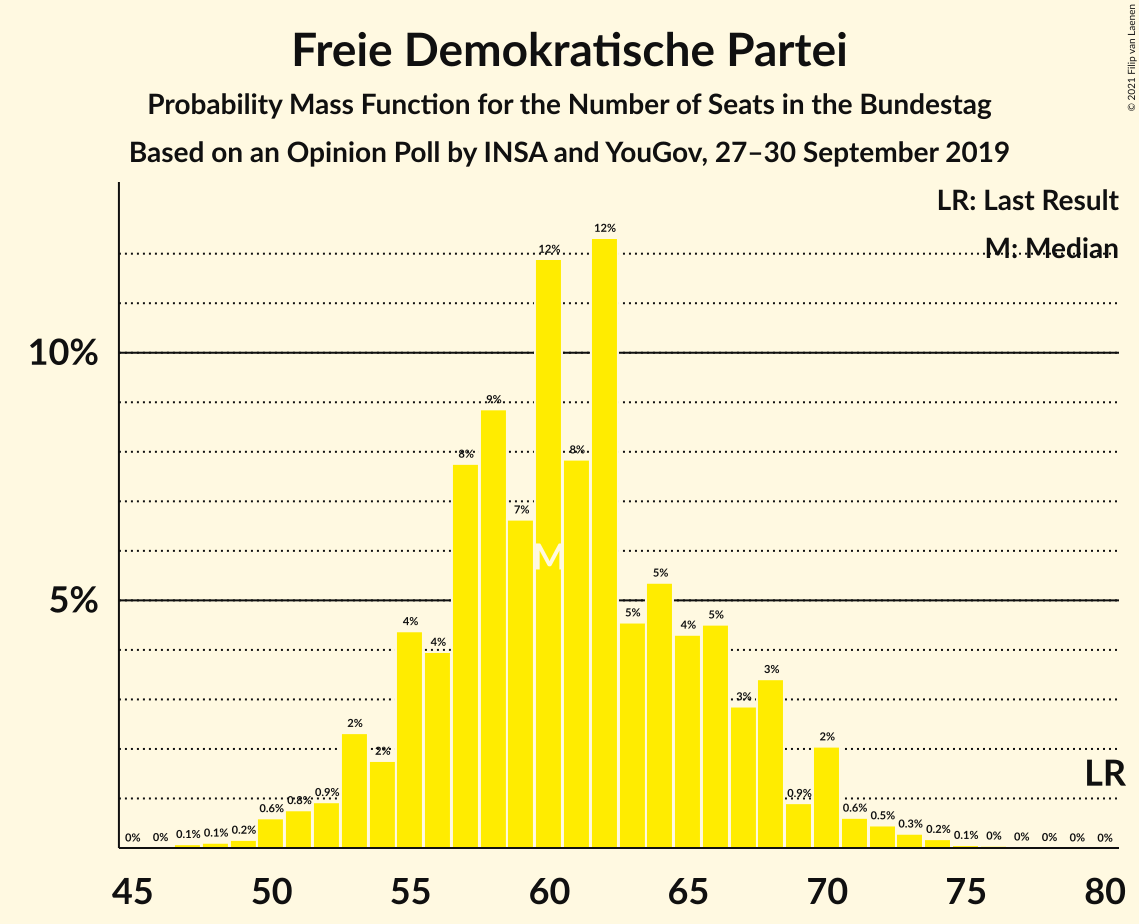 Freie Demokratische Partei
Probability Mass Function for the Number of Seats in the Bundestag
Based on an Opinion Poll by INSA and YouGov, 27–30 September 2019
© 2021 Filip van Laenen
LR: Last Result
M: Median
10%
5%
0% 0% 0.1% 0.1% 0.2% 0.6% 0.8% 0.9% 2% 2% 4% 4% 8% 9% 7% 12% 8% 12% 5% 5% 4% 5% 3% 3% 0.9% 2% 0.6% 0.5% 0.3% 0.2% 0.1% 0% 0% 0% 0% 0%
M
LR
45 50 55 60 65 70 75 80